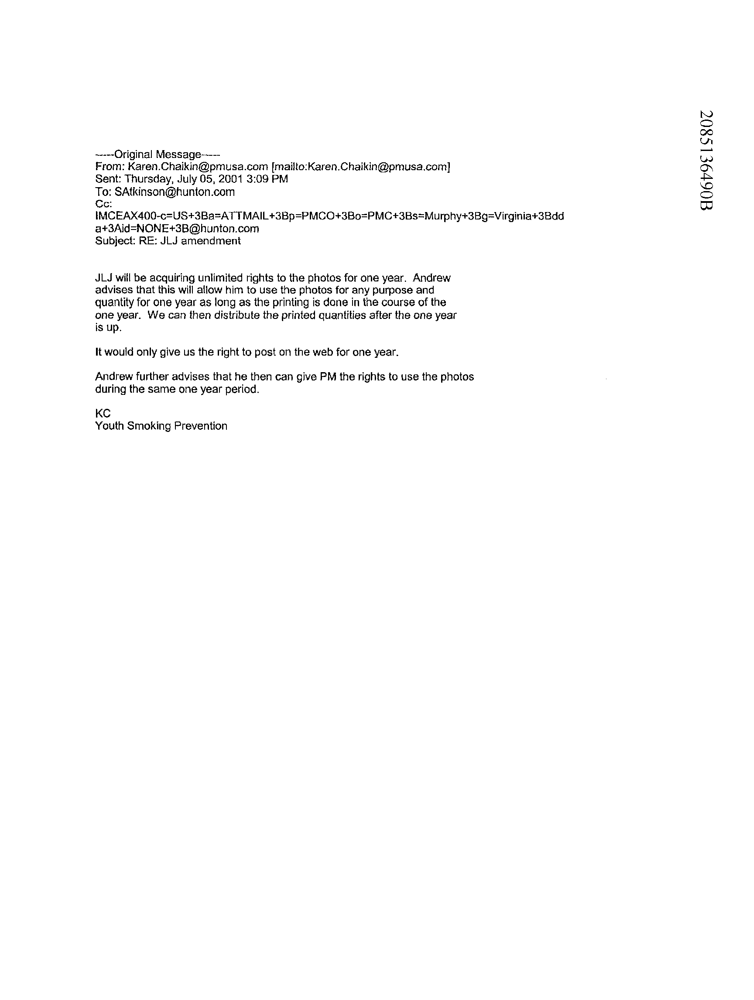 2085136490B
-----Original Message-----
From: Karen.Chaikin@pmusa.com [mailto:Karen.Chaikin@pmusa.com]
Sent: Thursday, July 05, 2001 3:09 PM
To: SAtkinson@hunton.com
Cc:
IMCEAX400-c=US+3Ba=ATTMAIL+3Bp=PMCO+3Bo=PMC+3Bs=Murphy+3Bg=Virginia+3Bdd
a+3Aid=NONE+3B@hunton.com
Subject: RE: JLJ amendment
JLJ will be acquiring unlimited rights to the photos for one year. Andrew
advises that this will allow him to use the photos for any purpose and
quantity for one year as long as the printing is done in the course of the
one year. We can then distribute the printed quantities after the one year
is up.
It would only give us the right to post on the web for one year.
Andrew further advises that he then can give PM the rights to use the photos
during the same one year period.
KC
Youth Smoking Prevention